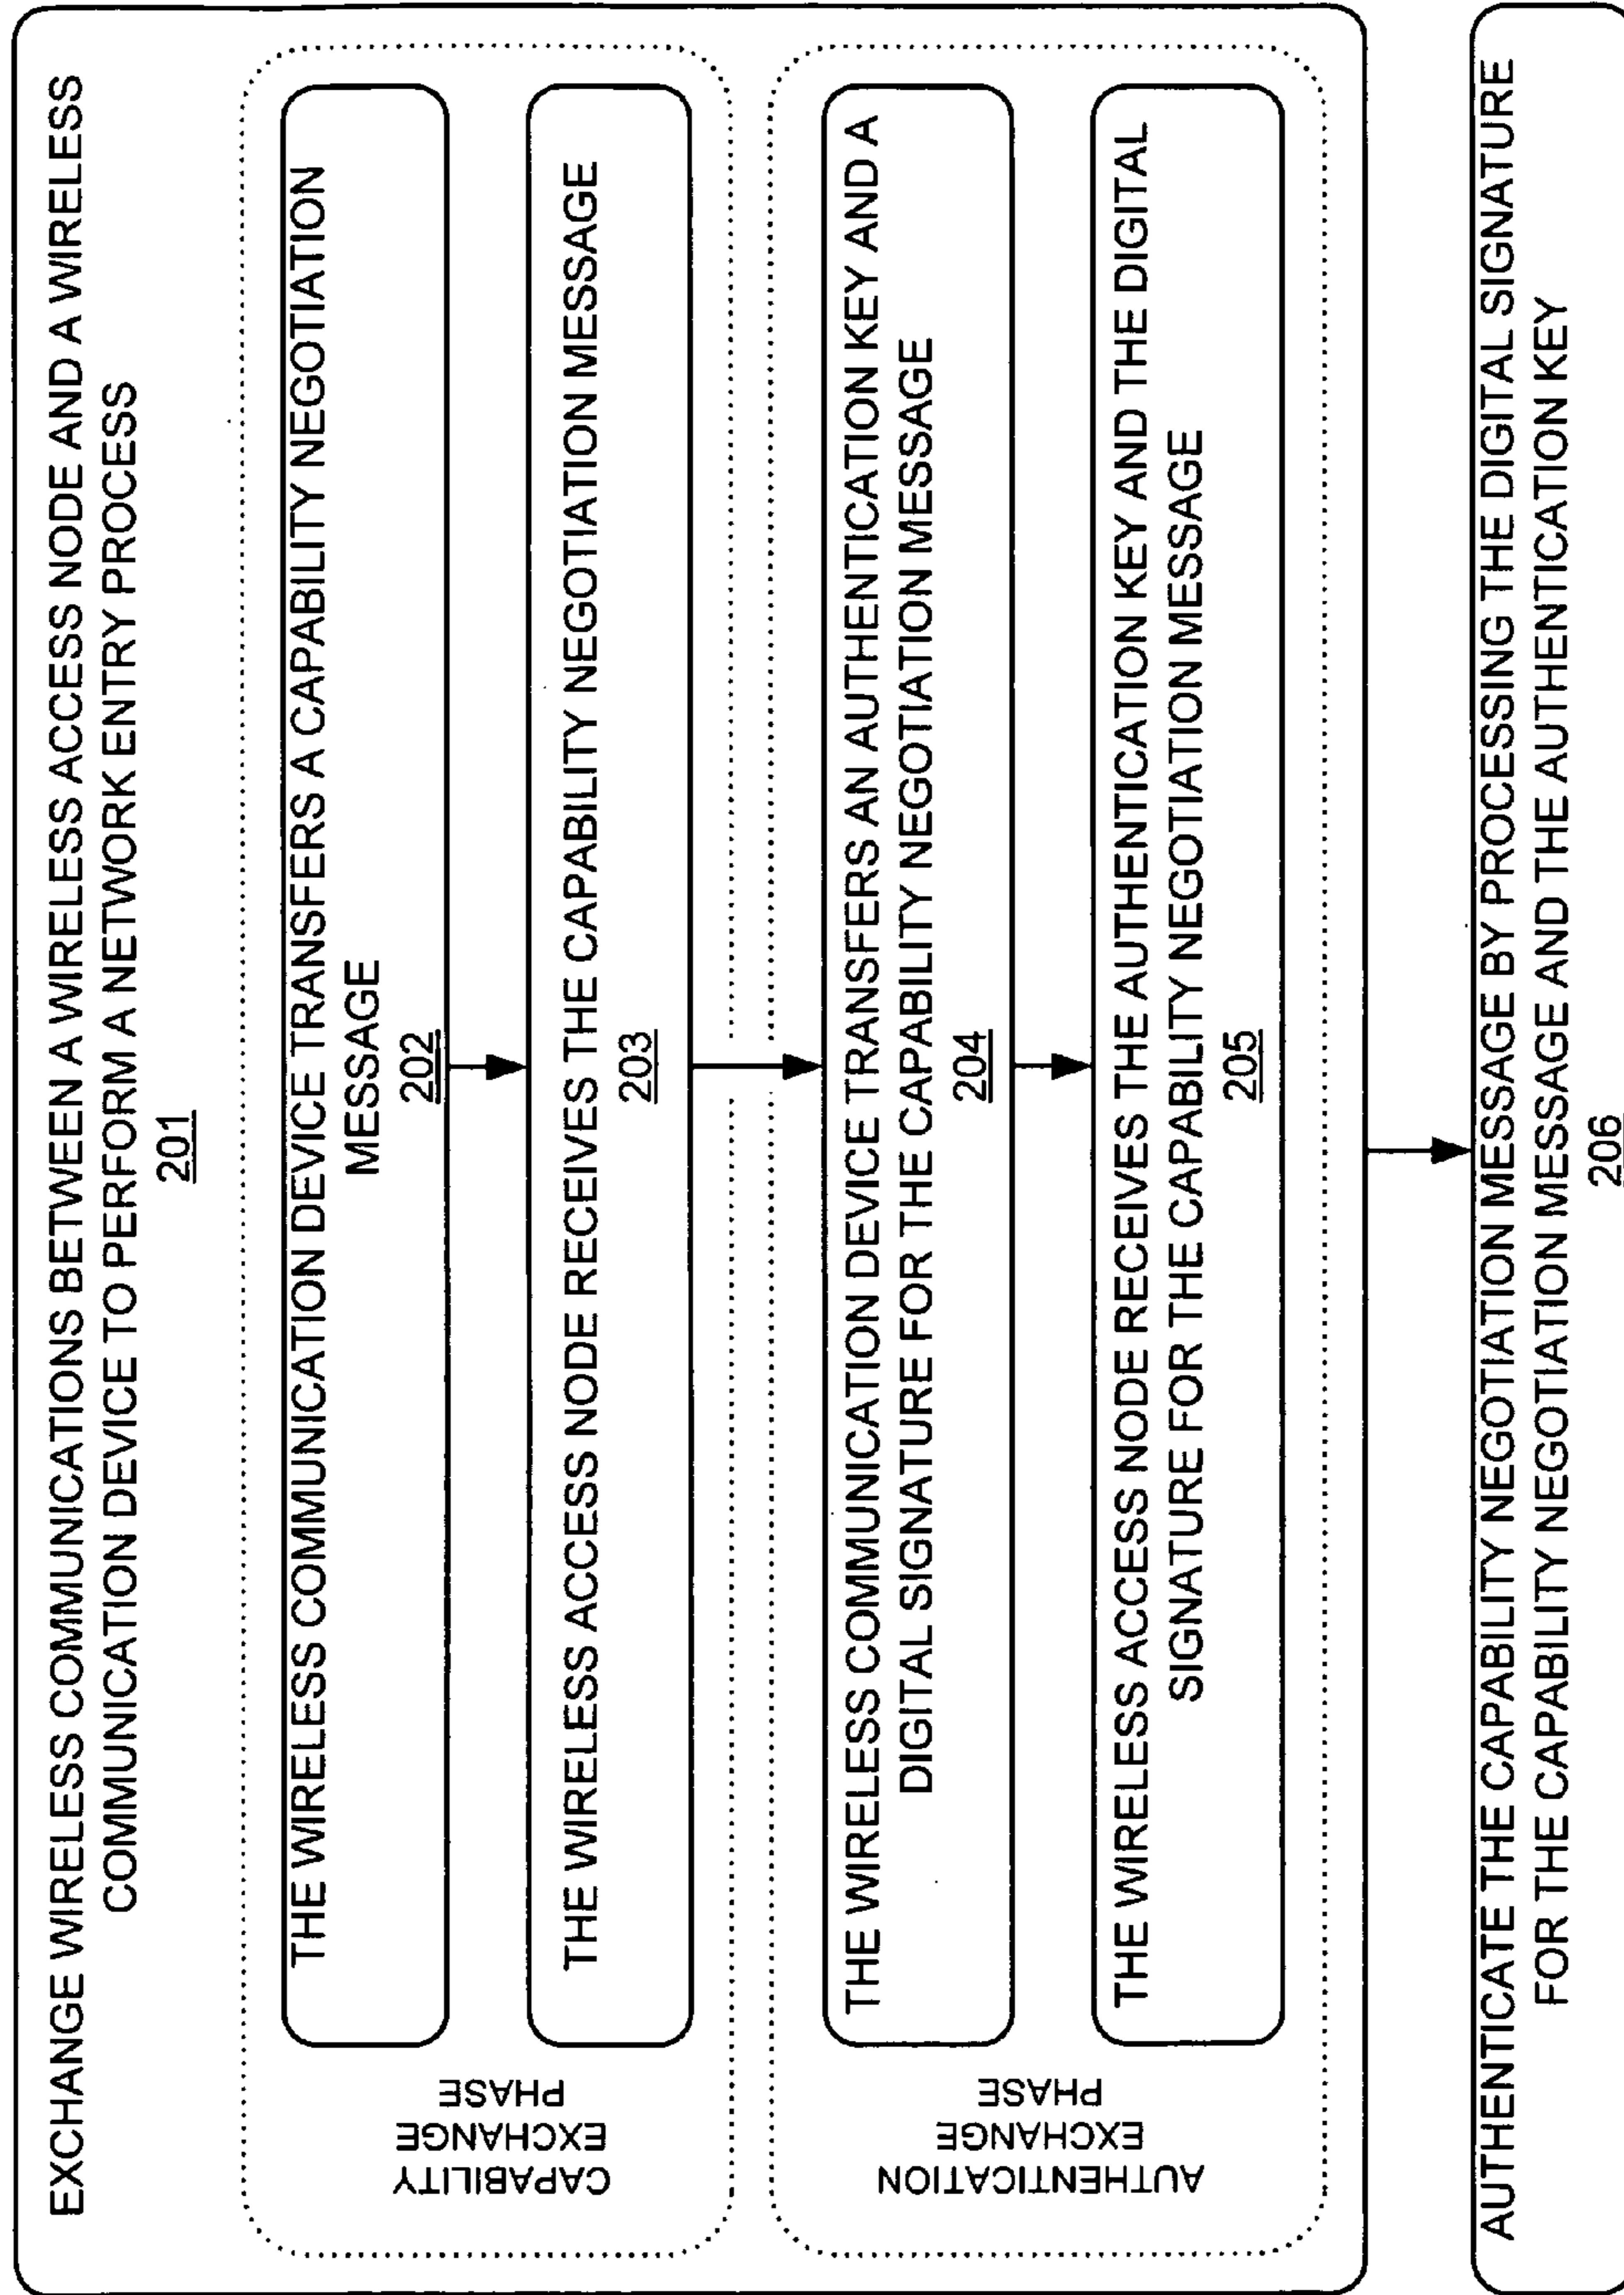 EXCHANGE WIRELESS COMMUNICATIONS BETWEEN A WIRELESS ACCESS NODE AND A WIRELESS
COMMUNICATION DEVICE TO PERFORM A NETWORK ENTRY PROCESS
201
CAPABILITY
EXCHANGE
PHASE
THE WIRELESS COMMUNICATION DEVICE TRANSFERS A CAPABILITY NEGOTIATION
MESSAGE
202
THE WIRELESS ACCESS NODE RECEIVES THE CAPABILITY NEGOTIATION MESSAGE
203
AUTHENTICATION
EXCHANGE
PHASE
THE WIRELESS COMMUNICATION DEVICE TRANSFERS AN AUTHENTICATION KEY AND A
DIGITAL SIGNATURE FOR THE CAPABILITY NEGOTIATION MESSAGE
204
THE WIRELESS ACCESS NODE RECEIVES THE AUTHENTICATION KEY AND THE DIGITAL
SIGNATURE FOR THE CAPABILITY NEGOTIATION MESSAGE
205
AUTHENTICATE THE CAPABILITY NEGOTIATION MESSAGE BY PROCESSING THE DIGITAL SIGNATURE
FOR THE CAPABILITY NEGOTIATION MESSAGE AND THE AUTHENTICATION KEY
206